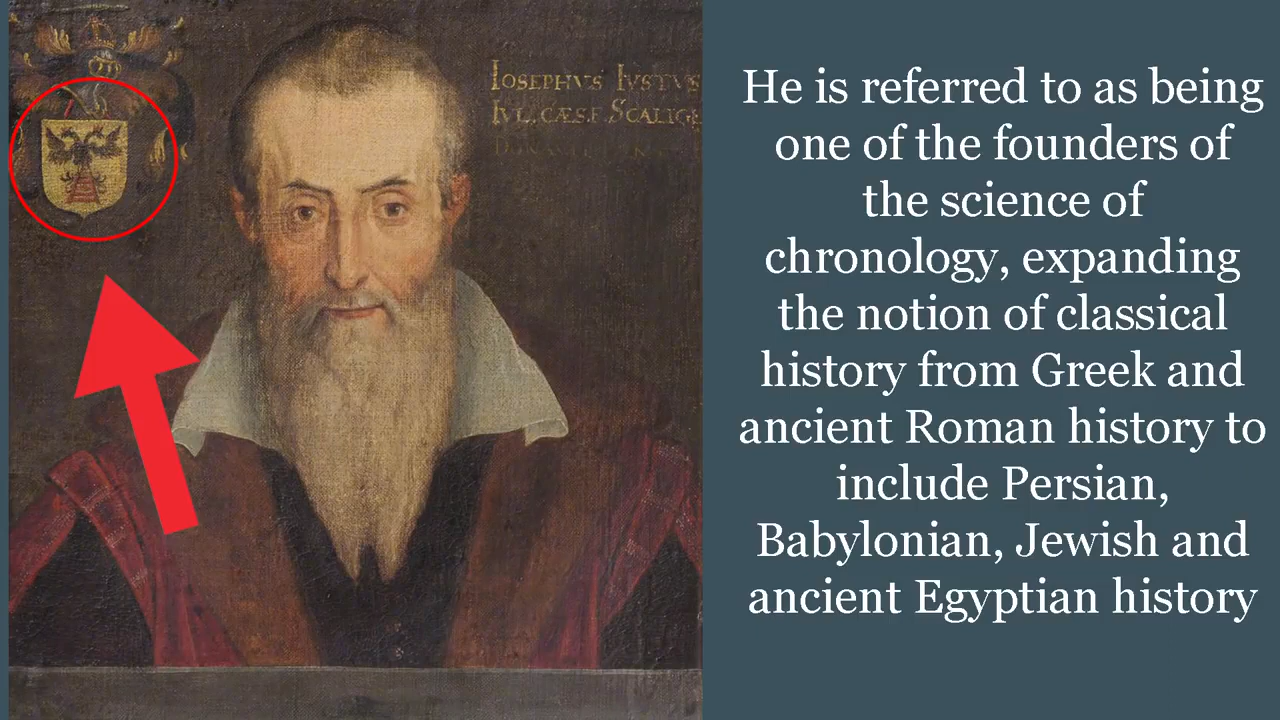 IOSEPHVS IVSTVS
IVL. CÆS. F. SCALIGE
He is referred to as being
one of the founders of
the science of
chronology, expanding
the notion of classical
history from Greek and
ancient Roman history to
include Persian,
Babylonian, Jewish and
ancient Egyptian history